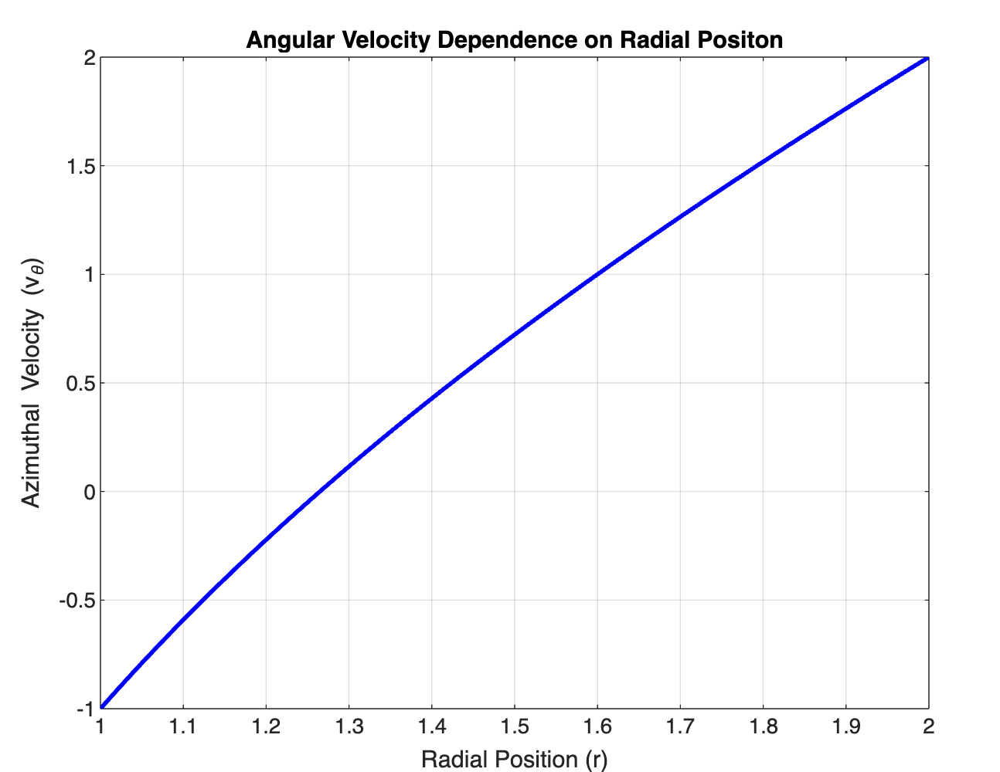 Angular Velocity Dependence on Radial Positon
2
1.5
1
0.5
0
-0.5
-1
Azimuthal Velocity (vθ)
1 1.1 1.2 1.3 1.4 1.5 1.6 1.7 1.8 1.9 2
Radial Position (r)